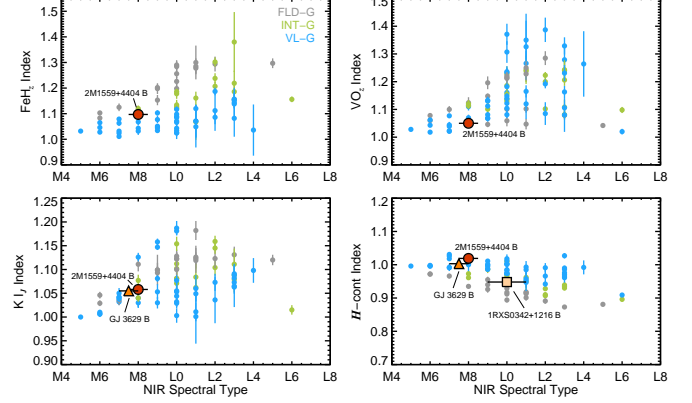 FLD-G
INT-G
VL-G
2M1559+4404 B
FeHz Index
1.5
1.4
1.3
1.2
1.1
1.0
0.9
M4 M6 M8 L0 L2 L4 L6 L8
2M1559+4404 B
VOz Index
1.5
1.4
1.3
1.2
1.1
1.0
0.9
M4 M6 M8 L0 L2 L4 L6 L8
2M1559+4404 B
GJ 3629 B
K IJ Index
1.25
1.20
1.15
1.10
1.05
1.00
0.95
0.90
M4 M6 M8 L0 L2 L4 L6 L8
NIR Spectral Type
2M1559+4404 B
GJ 3629 B
1RXS0342+1216 B
H-cont Index
1.2
1.1
1.0
0.9
0.8
0.7
M4 M6 M8 L0 L2 L4 L6 L8
NIR Spectral Type